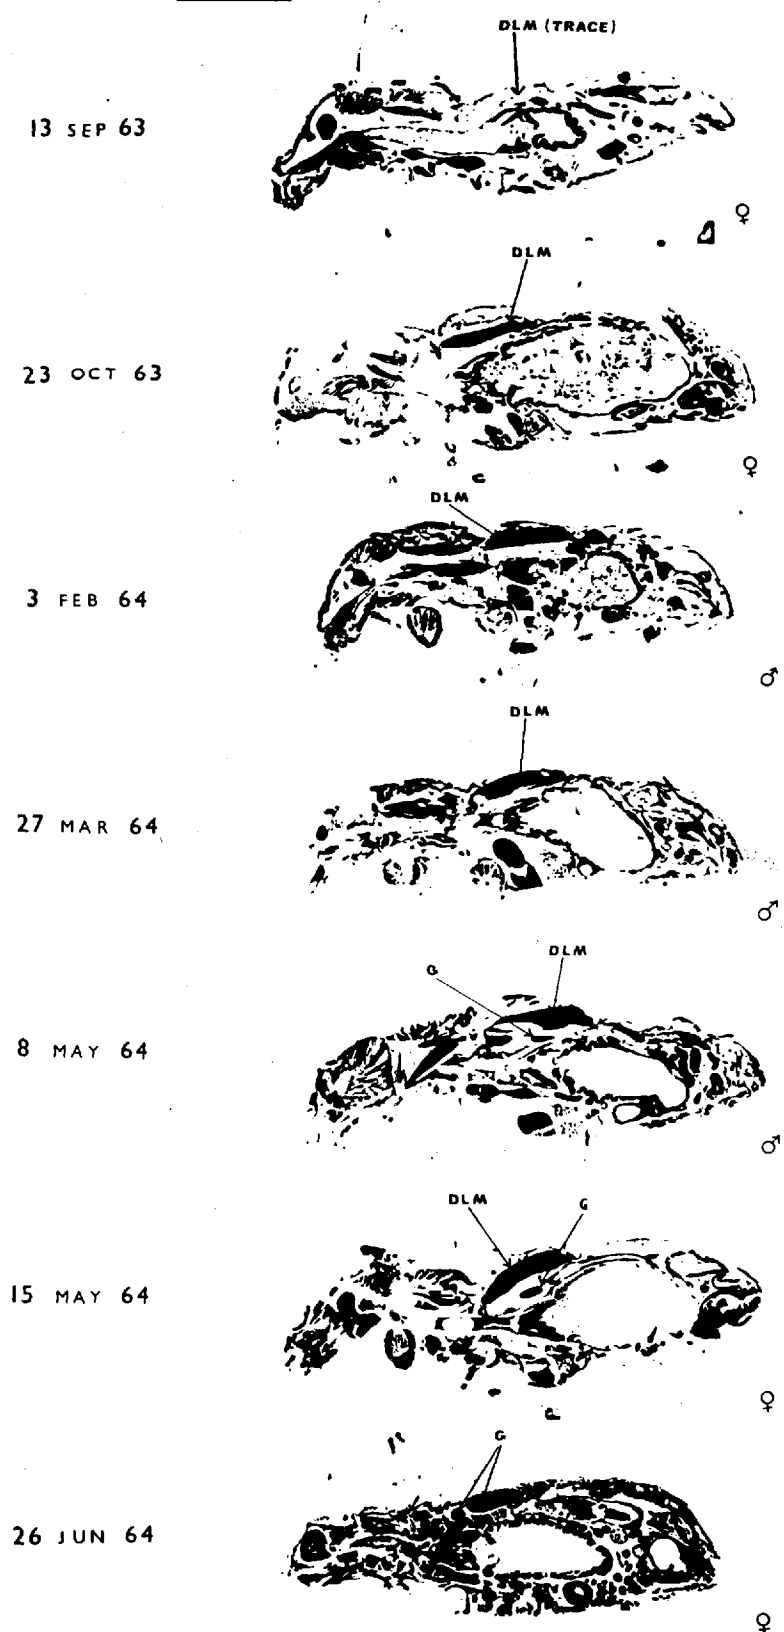 DLM (TRACE)
13 SEP 63
♀
DLM
23 OCT 63
♀
DLM
3 FEB 64
♂
DLM
27 MAR 64
♂
DLM
G
8 MAY 64
♂
DLM
G
15 MAY 64
♀
G
26 JUN 64
♀